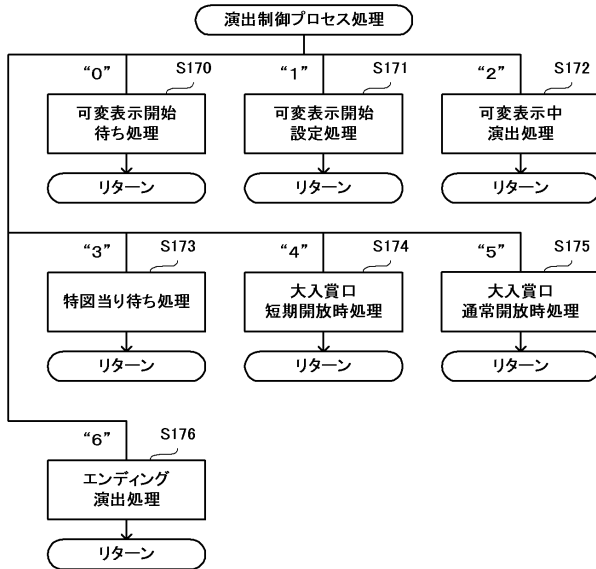 演出制御プロセス処理
“0”
S170
“1”
S171
“2”
S172
可変表示開始
待ち処理
可変表示開始
設定処理
可変表示中
演出処理
リターン
リターン
リターン
“3”
S173
“4”
S174
“5”
S175
特図当り待ち処理
大入賞口
短期開放時処理
大入賞口
通常開放時処理
リターン
リターン
リターン
“6”
S176
エンディング
演出処理
リターン